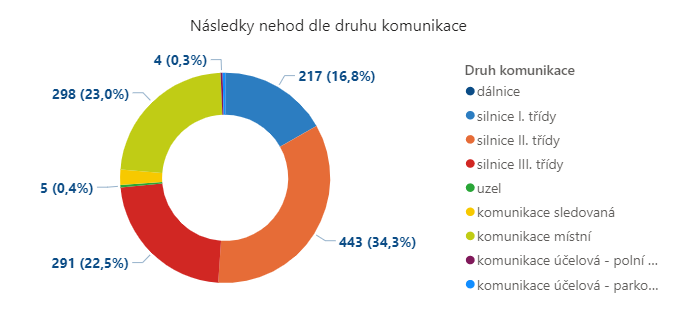 Následky nehod dle druhu komunikace
4 (0,3%)
217 (16,8%)
298 (23,0%)
5 (0,4%)
443 (34,3%)
291 (22,5%)
Druh komunikace
dálnice
silnice I. třídy
silnice II. třídy
silnice III. třídy
uzel
komunikace sledovaná
komunikace místní
komunikace účelová - polní ...
komunikace účelová - parko...